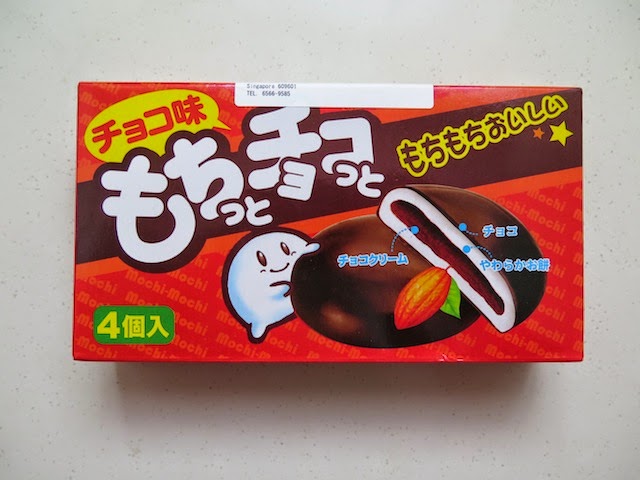 Singapore 609601
TEL. 6566-9585
チョコ味
もちっとチョコっと
もちもちおいしい
チョコ
チョコクリーム
やわらかお餅
4個入
Mochi-Mochi